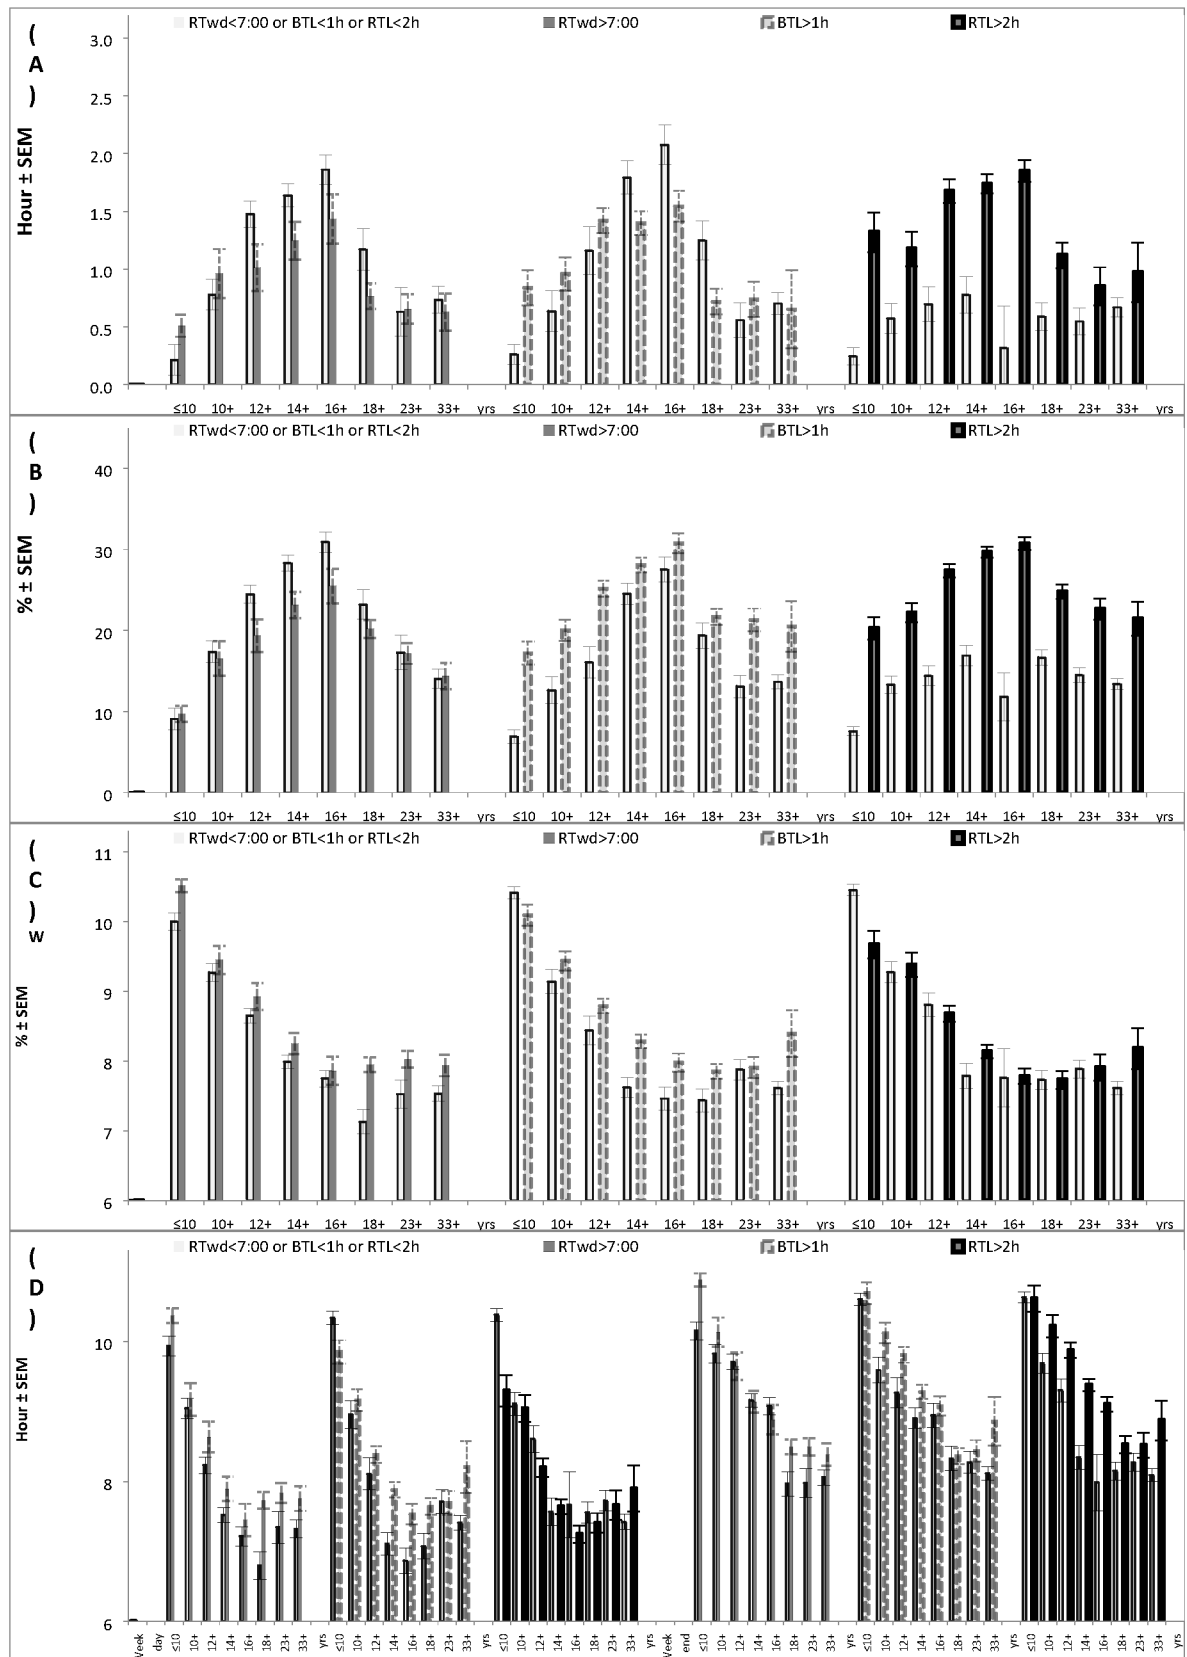 RTwd<7:00 or BTL<1h or RTL<2h RTwd>7:00 BTL>1h RTL>2h
(A)
Hour ± SEM
3.0
2.5
2.0
1.5
1.0
0.5
0.0
≤10 10+ 12+ 14+ 16+ 18+ 23+ 33+ yrs ≤10 10+ 12+ 14+ 16+ 18+ 23+ 33+ yrs ≤10 10+ 12+ 14+ 16+ 18+ 23+ 33+ yrs
RTwd<7:00 or BTL<1h or RTL<2h RTwd>7:00 BTL>1h RTL>2h
(B)
% ± SEM
40
30
20
10
0
≤10 10+ 12+ 14+ 16+ 18+ 23+ 33+ yrs ≤10 10+ 12+ 14+ 16+ 18+ 23+ 33+ yrs ≤10 10+ 12+ 14+ 16+ 18+ 23+ 33+ yrs
RTwd<7:00 or BTL<1h or RTL<2h RTwd>7:00 BTL>1h RTL>2h
(C)
w
% ± SEM
11
10
9
8
7
6
≤10 10+ 12+ 14+ 16+ 18+ 23+ 33+ yrs ≤10 10+ 12+ 14+ 16+ 18+ 23+ 33+ yrs ≤10 10+ 12+ 14+ 16+ 18+ 23+ 33+ yrs
RTwd<7:00 or BTL<1h or RTL<2h RTwd>7:00 BTL>1h RTL>2h
(D)
Hour ± SEM
10
8
6
Week day ≤10 10+ 12+ 14+ 16+ 18+ 23+ 33+ yrs ≤10 10+ 12+ 14+ 16+ 18+ 23+ 33+ yrs ≤10 10+ 12+ 14+ 16+ 18+ 23+ 33+ yrs Week end ≤10 10+ 12+ 14+ 16+ 18+ 23+ 33+ yrs ≤10 10+ 12+ 14+ 16+ 18+ 23+ 33+ yrs ≤10 10+ 12+ 14+ 16+ 18+ 23+ 33+ yrs